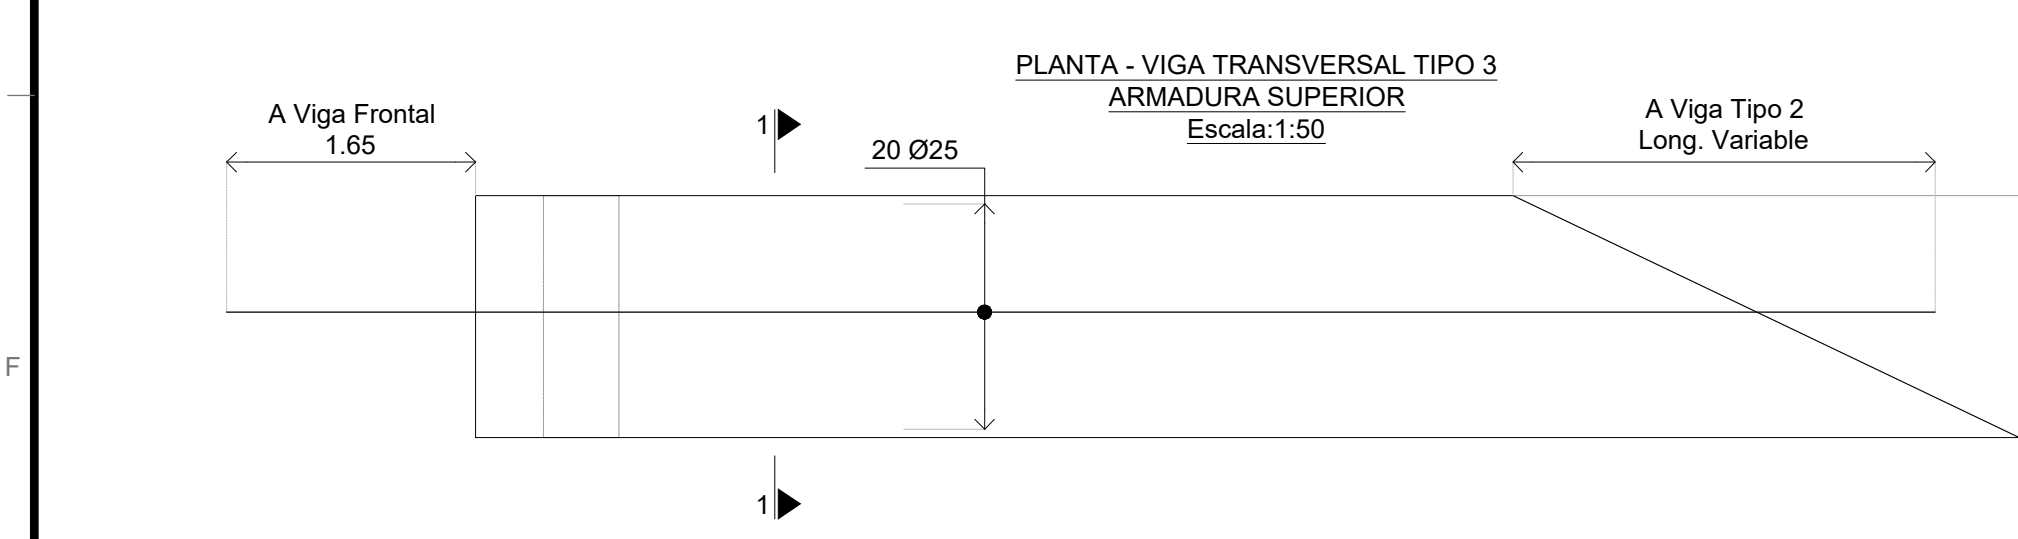 PLANTA - VIGA TRANSVERSAL TIPO 3
ARMADURA SUPERIOR
Escala:1:50
A Viga Frontal
1.65
1
20 Ø25
A Viga Tipo 2
Long. Variable
F
1